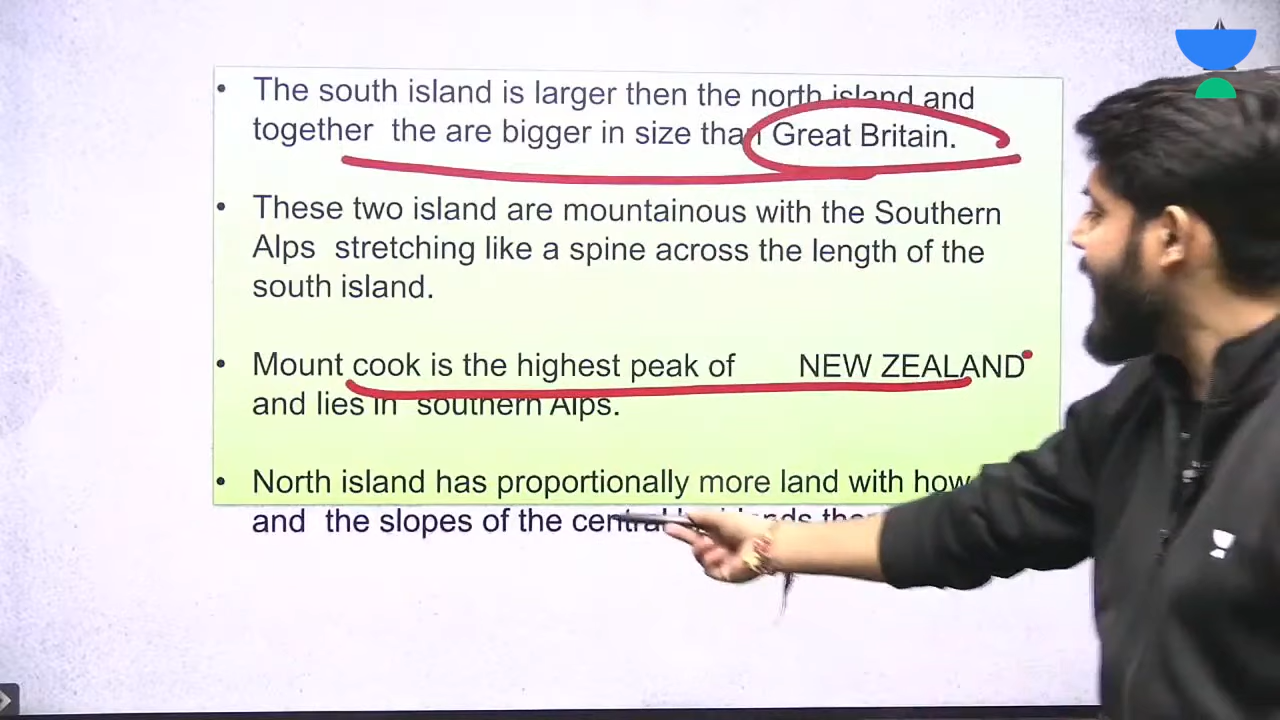 • The south island is larger then the north island and
together the are bigger in size than Great Britain.
• These two island are mountainous with the Southern
Alps stretching like a spine across the length of the
south island.
• Mount cook is the highest peak of NEW ZEALAND
and lies in southern Alps.
• North island has proportionally more land with how
and the slopes of the central